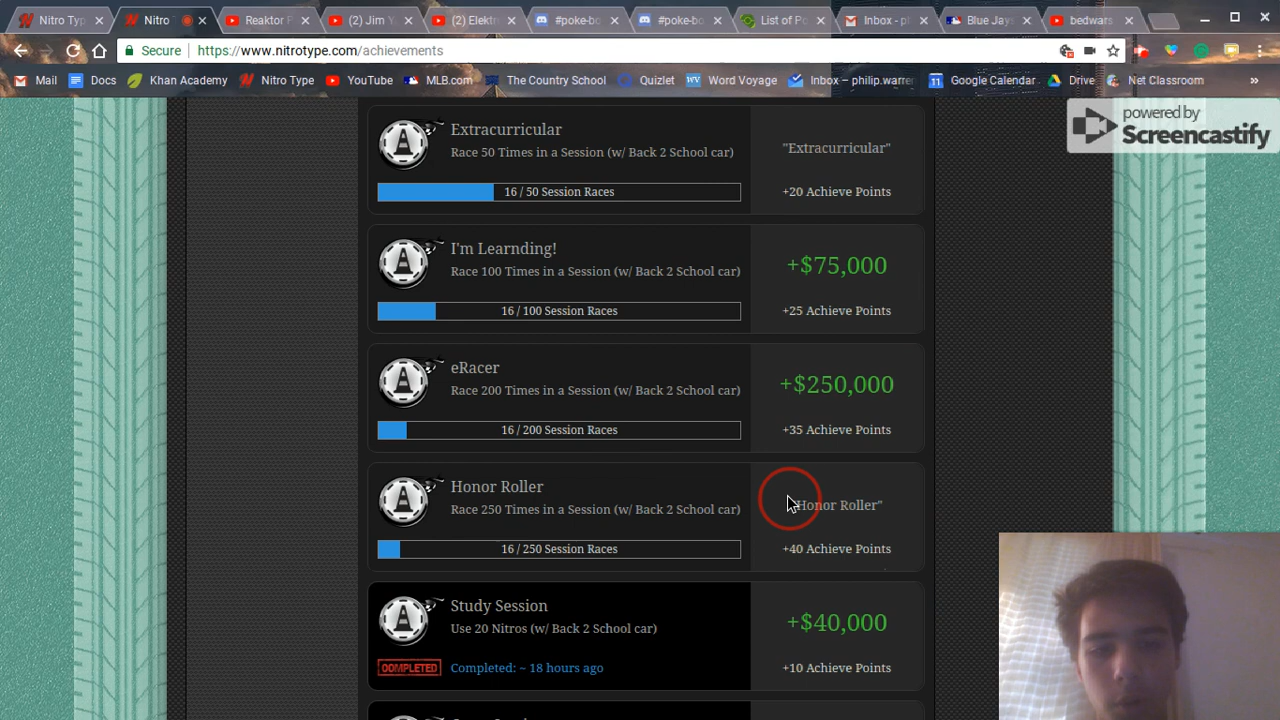 Nitro Typ
Nitro
Reaktor P
(2) Jim Y
(2) Elekt
#poke-bo
#poke-bo
List of Po
Inbox - ph
Blue Jays
bedwars
Secure
https://www.nitrotype.com/achievements
Mail
Docs
Khan Academy
Nitro Type
YouTube
MLB.com
The Country School
Quizlet
WV
Word Voyage
Inbox – philip.warre
Google Calendar
Drive
Net Classroom
»
powered by
Screencastify
Extracurricular
Race 50 Times in a Session (w/ Back 2 School car)
"Extracurricular"
16 / 50 Session Races
+20 Achieve Points
I'm Learnding!
Race 100 Times in a Session (w/ Back 2 School car)
+$75,000
16 / 100 Session Races
+25 Achieve Points
eRacer
Race 200 Times in a Session (w/ Back 2 School car)
+$250,000
16 / 200 Session Races
+35 Achieve Points
Honor Roller
Race 250 Times in a Session (w/ Back 2 School car)
"Honor Roller"
16 / 250 Session Races
+40 Achieve Points
Study Session
Use 20 Nitros (w/ Back 2 School car)
+$40,000
COMPLETED
Completed: ~ 18 hours ago
+10 Achieve Points